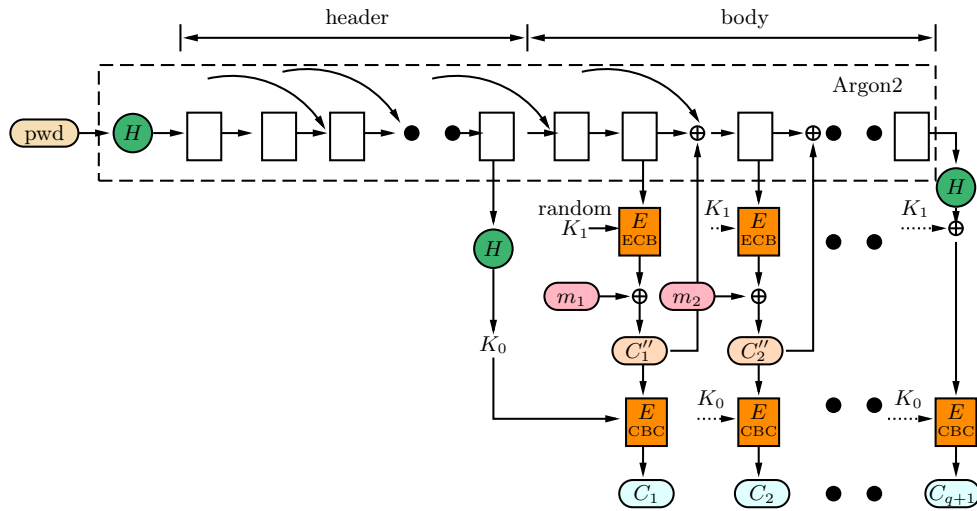 header body
Argon2
pwd H
H
random K₁ K₁ K₁
E E
ECB ECB
H
m₁ m₂
K₀ C₁′′ C₂′′
K₀ K₀
E E E
CBC CBC CBC
C₁ C₂ C_{q+1}